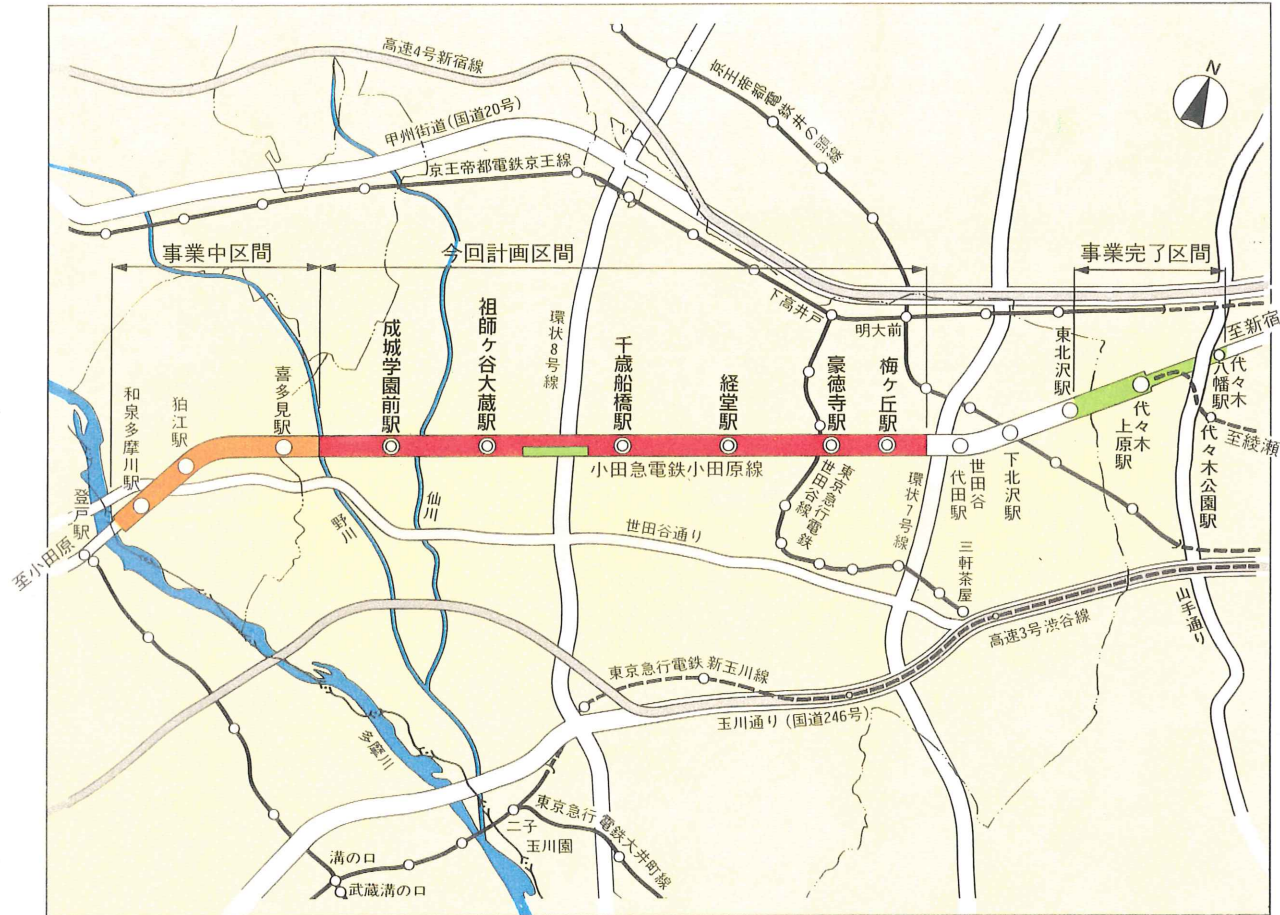 高速4号新宿線
甲州街道(国道20号)
京王帝都電鉄京王線
京王帝都電鉄井の頭線
N
事業中区間
今回計画区間
事業完了区間
下高井戸
明大前
至新宿
和泉多摩川駅
狛江駅
喜多見駅
成城学園前駅
祖師ヶ谷大蔵駅
環状8号線
千歳船橋駅
経堂駅
豪徳寺駅
梅ヶ丘駅
東北沢駅
代々木
八幡駅
代々木
上原駅
至綾瀬
代々木公園駅
世田谷
代田駅
下北沢駅
小田急電鉄小田原線
登戸駅
至小田原
野川
仙川
世田谷通り
東京急行電鉄
世田谷線
環状7号線
三軒茶屋
高速3号渋谷線
山手通り
東京急行電鉄新玉川線
玉川通り(国道246号)
多摩川
東京急行電鉄大井町線
二子
玉川園
溝の口
武蔵溝の口